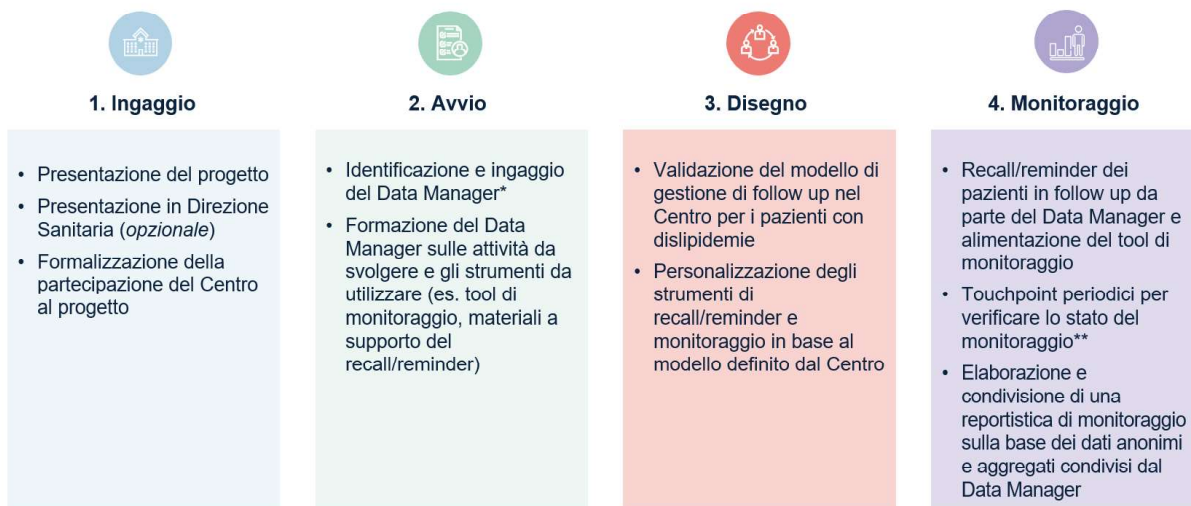 1. Ingaggio
• Presentazione del progetto
• Presentazione in Direzione
Sanitaria (opzionale)
• Formalizzazione della
partecipazione del Centro
al progetto
2. Avvio
• Identificazione e ingaggio
del Data Manager*
• Formazione del Data
Manager sulle attività da
svolgere e gli strumenti da
utilizzare (es. tool di
monitoraggio, materiali a
supporto del
recall/reminder)
3. Disegno
• Validazione del modello di
gestione di follow up nel
Centro per i pazienti con
dislipidemie
• Personalizzazione degli
strumenti di
recall/reminder e
monitoraggio in base al
modello definito dal Centro
4. Monitoraggio
• Recall/reminder dei
pazienti in follow up da
parte del Data Manager e
alimentazione del tool di
monitoraggio
• Touchpoint periodici per
verificare lo stato del
monitoraggio**
• Elaborazione e
condivisione di una
reportistica di monitoraggio
sulla base dei dati anonimi
e aggregati condivisi dal
Data Manager